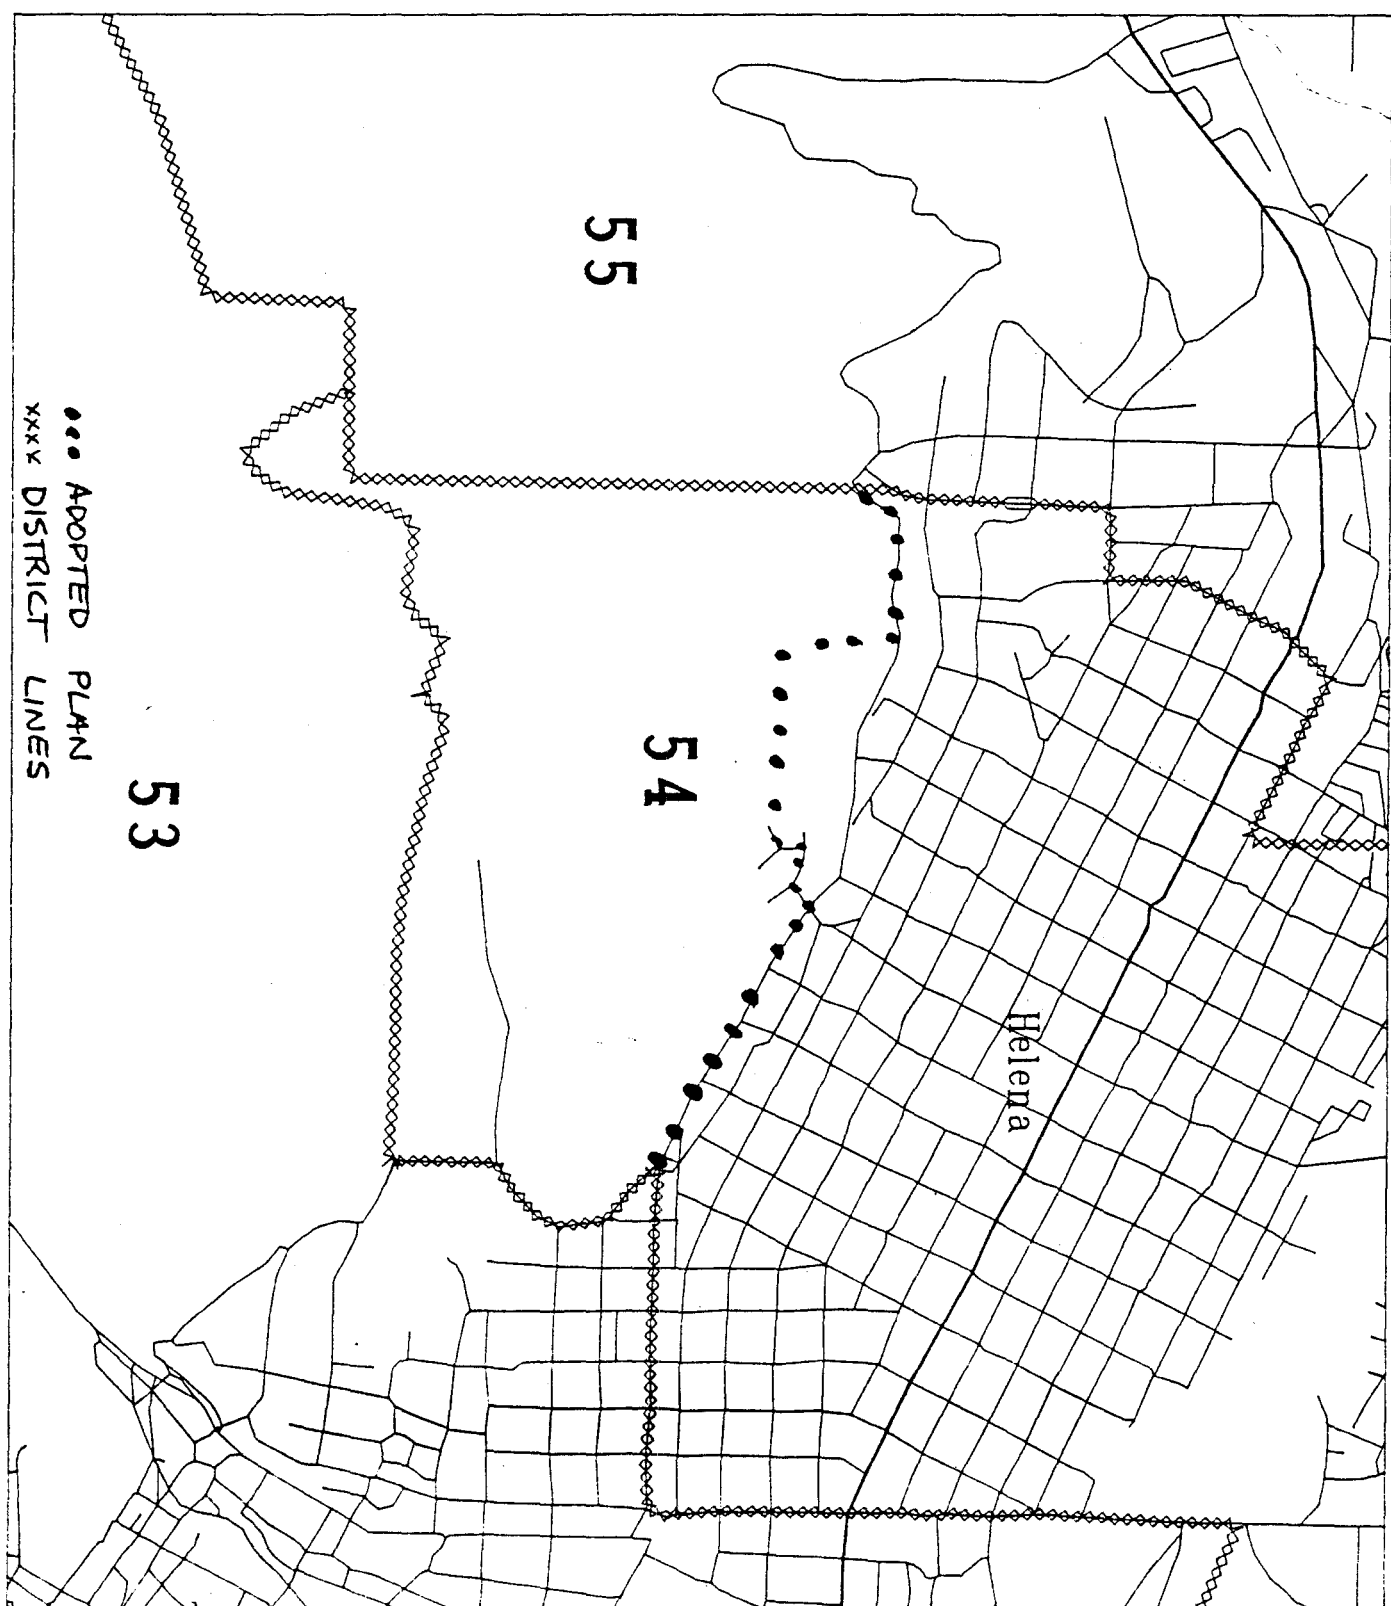 55
54
Helena
53
••• ADOPTED PLAN
xxxx DISTRICT LINES